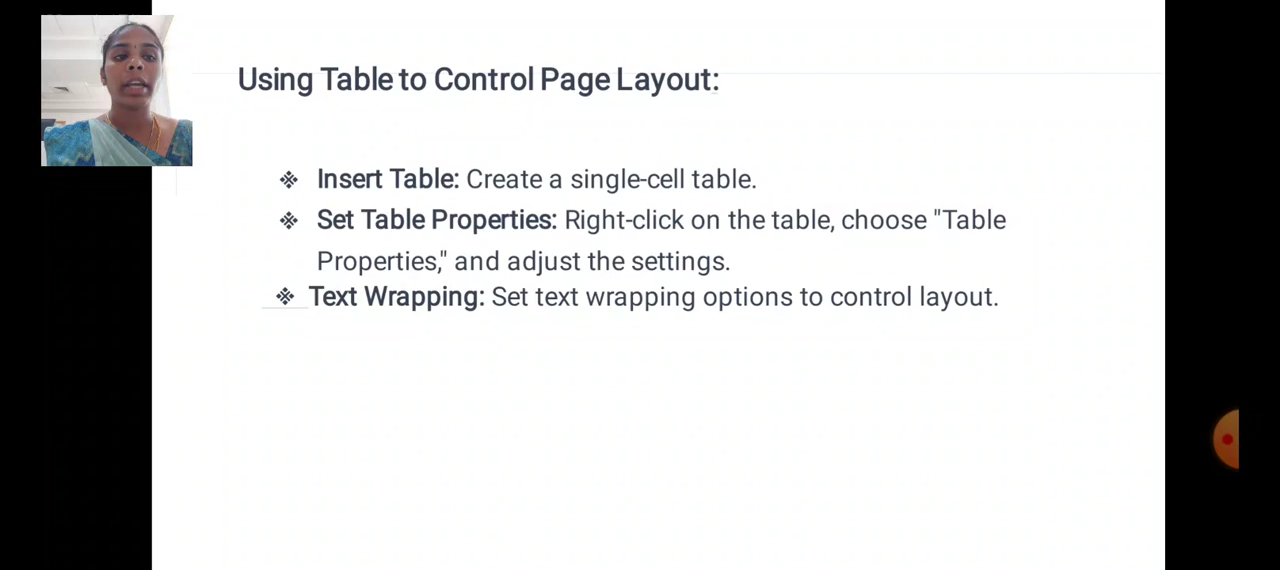 Using Table to Control Page Layout:
❖ Insert Table: Create a single-cell table.
❖ Set Table Properties: Right-click on the table, choose "Table
Properties," and adjust the settings.
❖ Text Wrapping: Set text wrapping options to control layout.